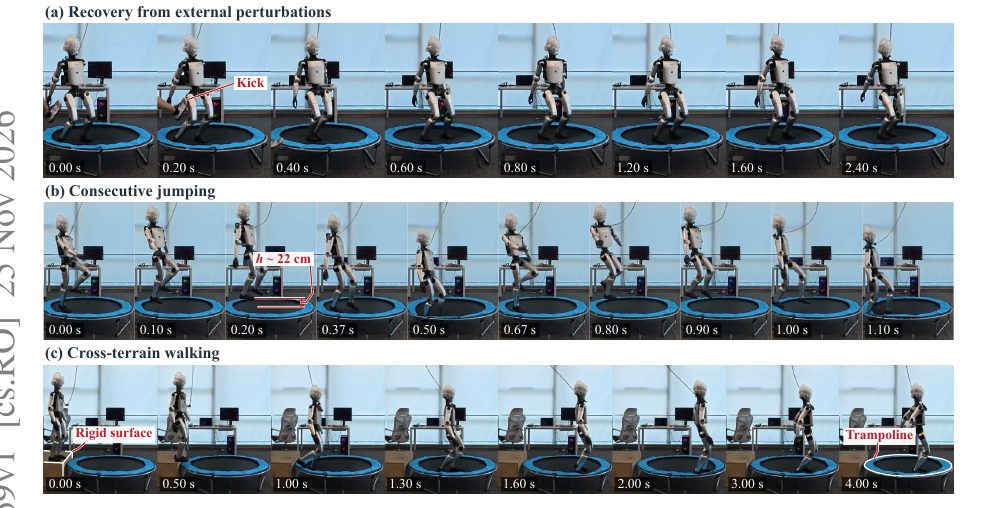 (a) Recovery from external perturbations
Kick
0.00 s 0.20 s 0.40 s 0.60 s 0.80 s 1.20 s 1.60 s 2.40 s
(b) Consecutive jumping
h ~ 22 cm
0.00 s 0.10 s 0.20 s 0.37 s 0.50 s 0.67 s 0.80 s 0.90 s 1.00 s 1.10 s
(c) Cross-terrain walking
Rigid surface
Trampoline
0.00 s 0.50 s 1.00 s 1.30 s 1.60 s 2.00 s 3.00 s 4.00 s
[cs.RO] 25 Nov 2026